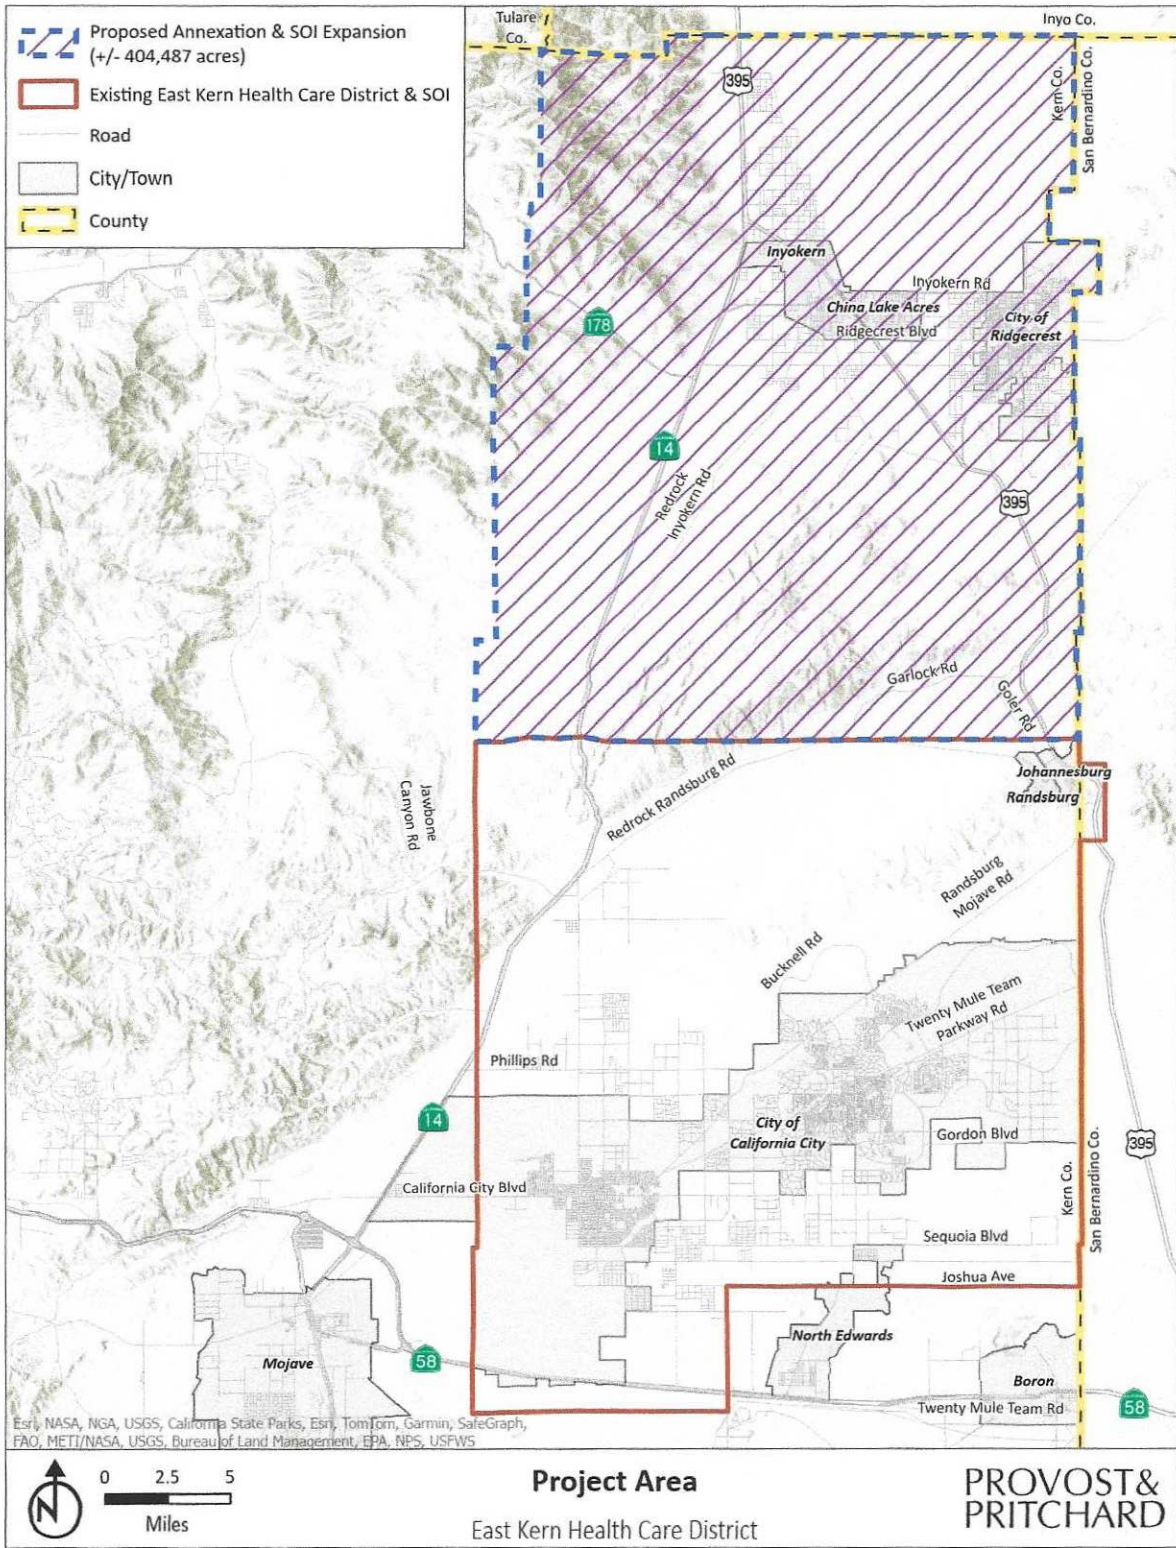 Proposed Annexation & SOI Expansion
(+/- 404,487 acres)
Existing East Kern Health Care District & SOI
Road
City/Town
County
Tulare
Co.
Inyo Co.
395
Kern Co.
San Bernardino Co.
Inyokern
Inyokern Rd
China Lake Acres
Ridgecrest Blvd
City of
Ridgecrest
178
14
Redrock
Inyokern Rd
395
Garlock Rd
Goler Rd
Johannesburg
Randsburg
Redrock Randsburg Rd
Jawbone
Canyon Rd
Randsburg
Mojave Rd
Bucknell Rd
Twenty Mule Team
Parkway Rd
Phillips Rd
14
City of
California City
Gordon Blvd
395
Kern Co.
San Bernardino Co.
California City Blvd
Sequoia Blvd
Joshua Ave
North Edwards
Mojave
58
Boron
Twenty Mule Team Rd
58
Esri, NASA, NGA, USGS, California State Parks, Esri, TomTom, Garmin, SafeGraph,
FAO, METI/NASA, USGS, Bureau of Land Management, EPA, NPS, USFWS
N
0 2.5 5
Miles
Project Area
East Kern Health Care District
PROVOST&
PRITCHARD